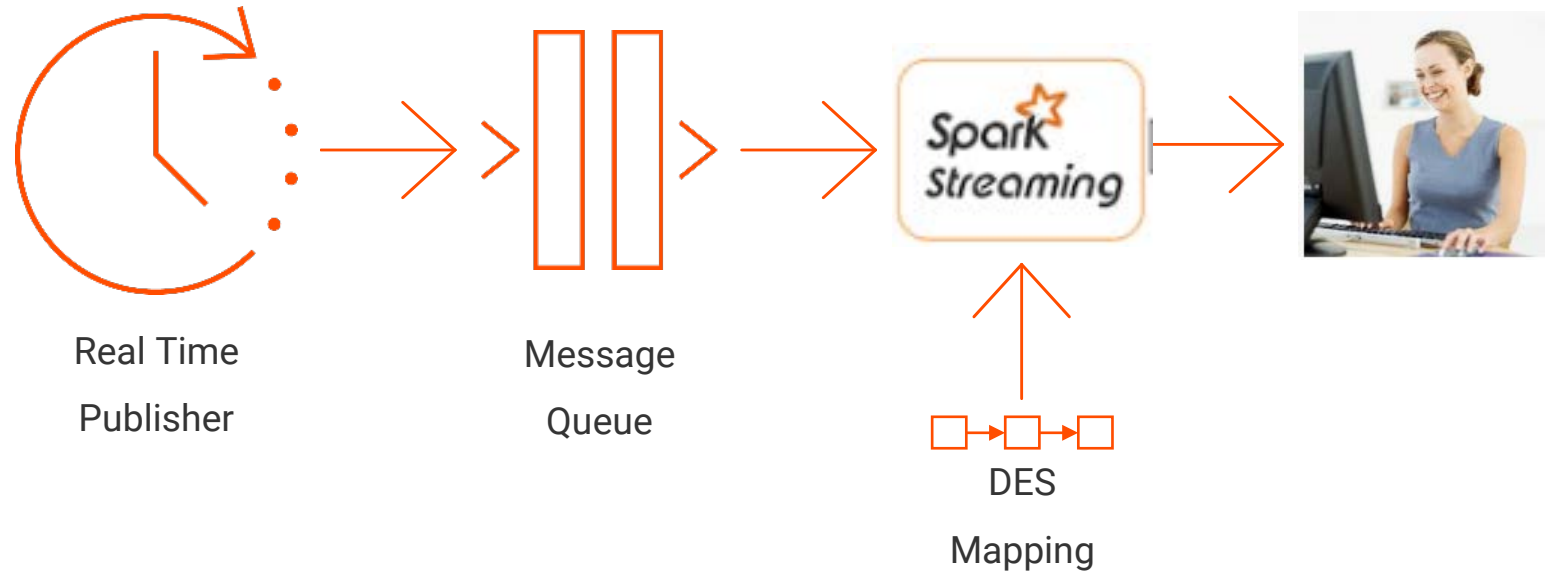 Real Time
Publisher
Message
Queue
Spark
Streaming
DES
Mapping